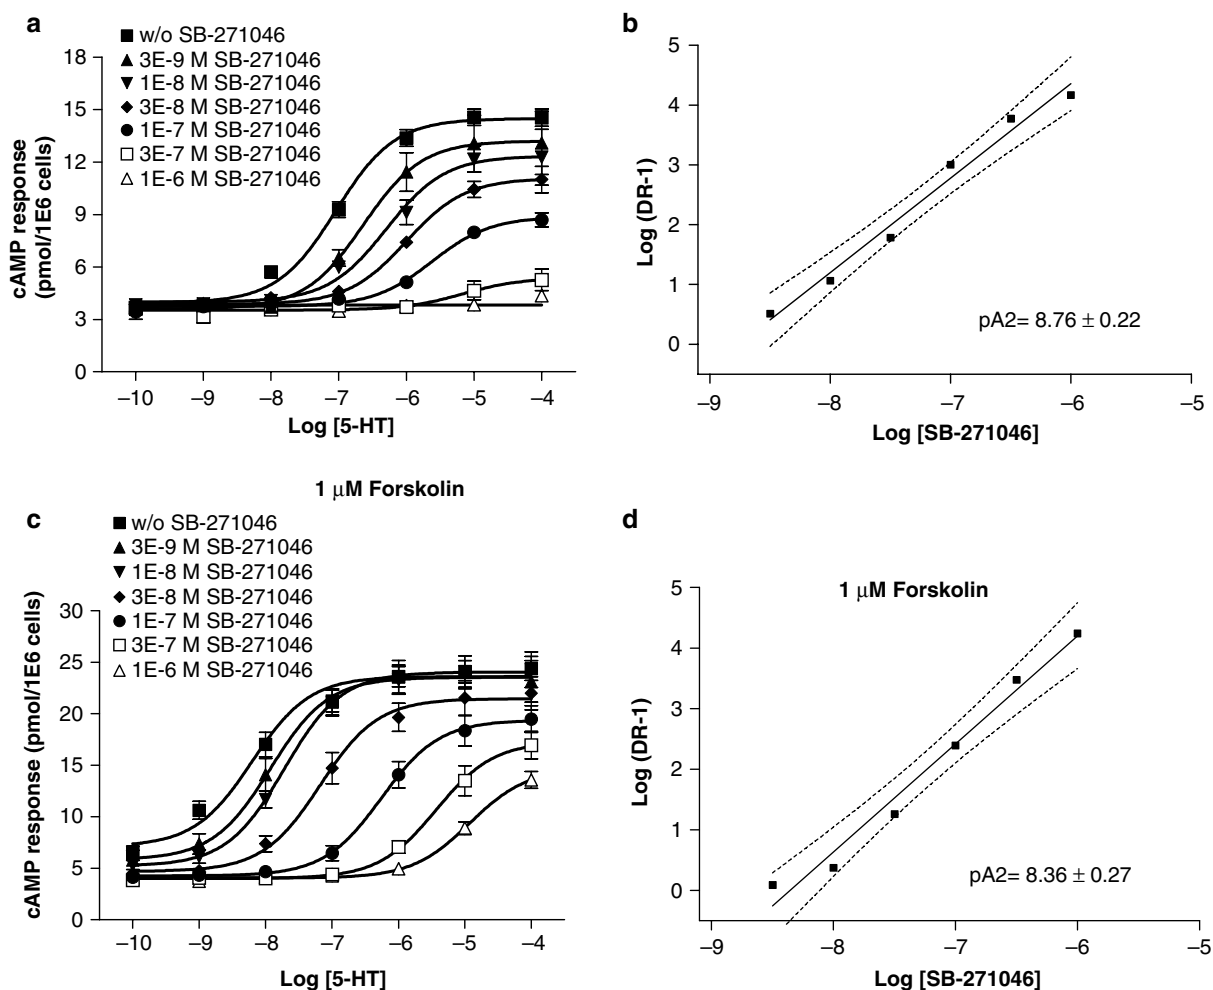 a
w/o SB-271046
3E-9 M SB-271046
1E-8 M SB-271046
3E-8 M SB-271046
1E-7 M SB-271046
3E-7 M SB-271046
1E-6 M SB-271046
18
15
12
9
6
3
0
cAMP response
(pmol/1E6 cells)
–10 –9 –8 –7 –6 –5 –4
Log [5-HT]
b
5
4
3
2
1
0
Log (DR-1)
pA2= 8.76 ± 0.22
–9 –8 –7 –6 –5
Log [SB-271046]
1 μM Forskolin
c
w/o SB-271046
3E-9 M SB-271046
1E-8 M SB-271046
3E-8 M SB-271046
1E-7 M SB-271046
3E-7 M SB-271046
1E-6 M SB-271046
30
25
20
15
10
5
0
cAMP response (pmol/1E6 cells)
–10 –9 –8 –7 –6 –5 –4
Log [5-HT]
d
1 μM Forskolin
5
4
3
2
1
0
Log (DR-1)
pA2= 8.36 ± 0.27
–9 –8 –7 –6 –5
Log [SB-271046]